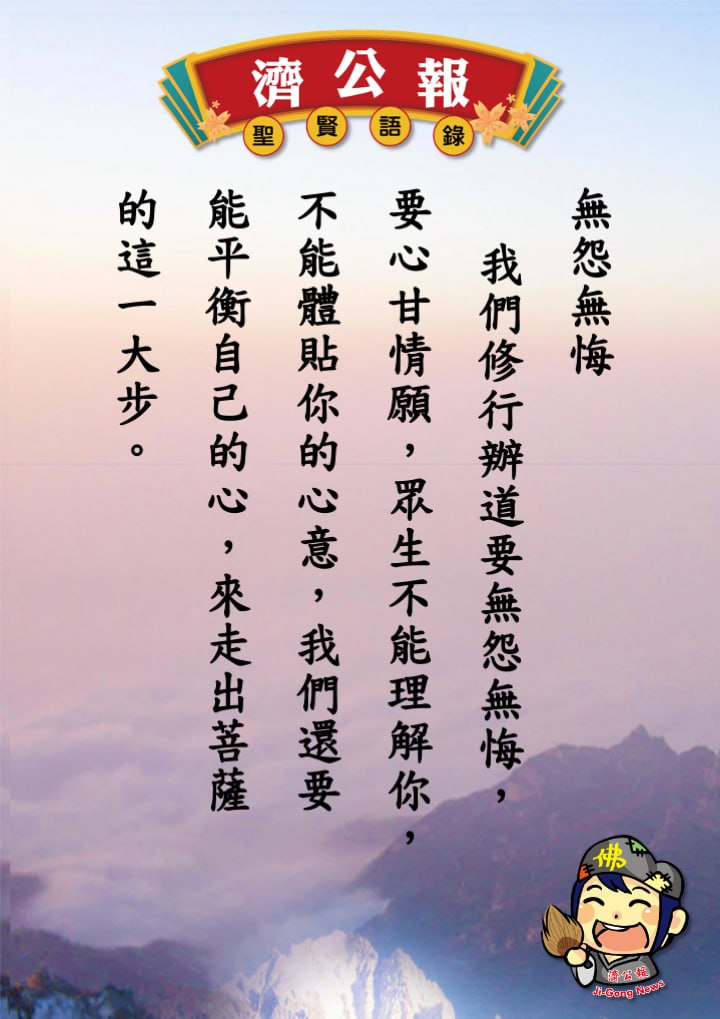 濟公報
聖賢語錄
無怨無悔
我們修行辦道要無怨無悔，
要心甘情願，眾生不能理解你，
不能體貼你的心意，我們還要
能平衡自己的心，來走出菩薩
的這一大步。
佛
濟公報
Ji-Gong News